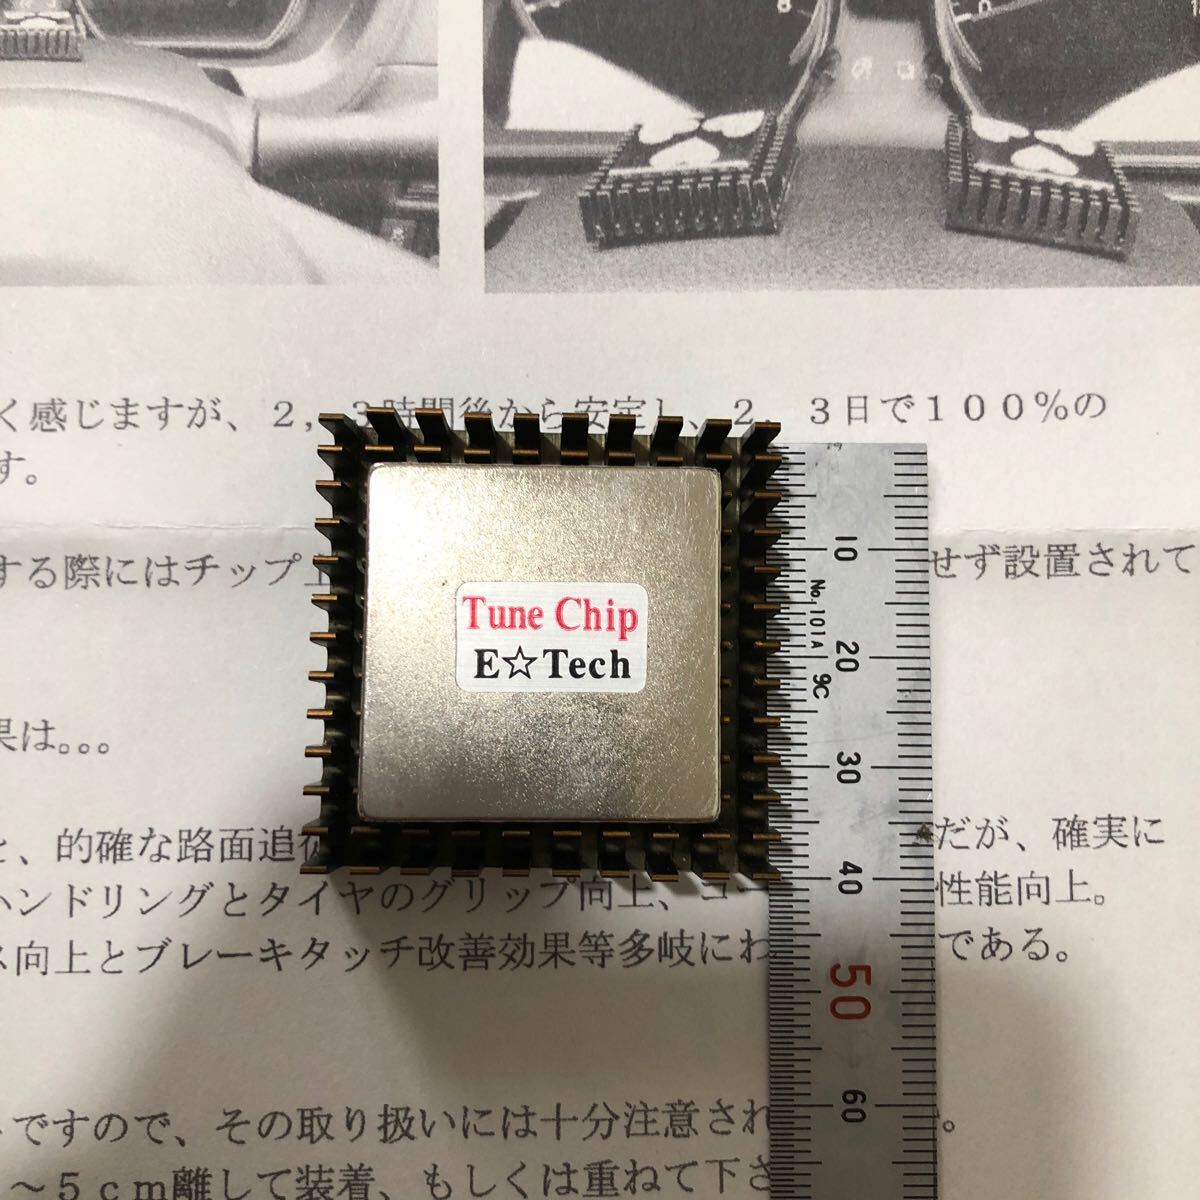 く感じますが、２，３時間後から安定し、２，３日で１００％の
す。
する際にはチップ
せず設置されて
Tune Chip
E☆Tech
果は。。。
、的確な路面追
だが、確実に
ハンドリングとタイヤのグリップ向上、コー
性能向上。
ス向上とブレーキタッチ改善効果等多岐にわ
である。
ですので、その取り扱いには十分注意され
。
～５ｃｍ離して装着、もしくは重ねて下さ
10
No.101A
20
9C
30
40
50
60